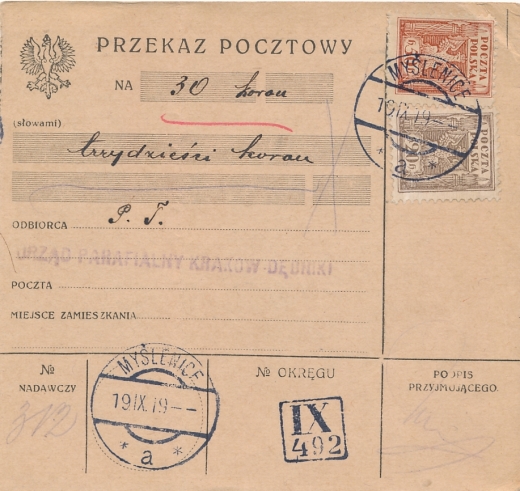 PRZEKAZ POCZTOWY
NA 30 koron
(słowami)
trzydzieści koron
ODBIORCA P. T.
URZĄD PARAFIALNY KRAKÓW DĘBNIKI
POCZTA
MIEJSCE ZAMIESZKANIA
POCZTA POLSKA
MYŚLENICE
19 IX 19
* a *
POCZTA POLSKA
№ NADAWCZY
312
MYŚLENICE
19 IX. 19 - -
* a *
№ OKRĘGU
IX
492
PODPIS PRZYJMUJĄCEGO.